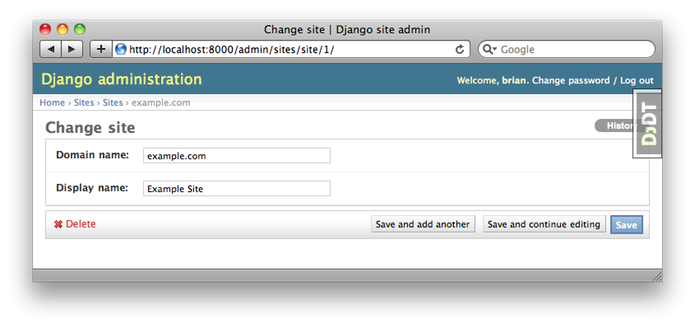 Change site | Django site admin
http://localhost:8000/admin/sites/site/1/
Google
Django administration
Welcome, brian. Change password / Log out
Home › Sites › Sites › example.com
Change site
Histor
DjDT
Domain name: example.com
Display name: Example Site
Delete
Save and add another Save and continue editing Save